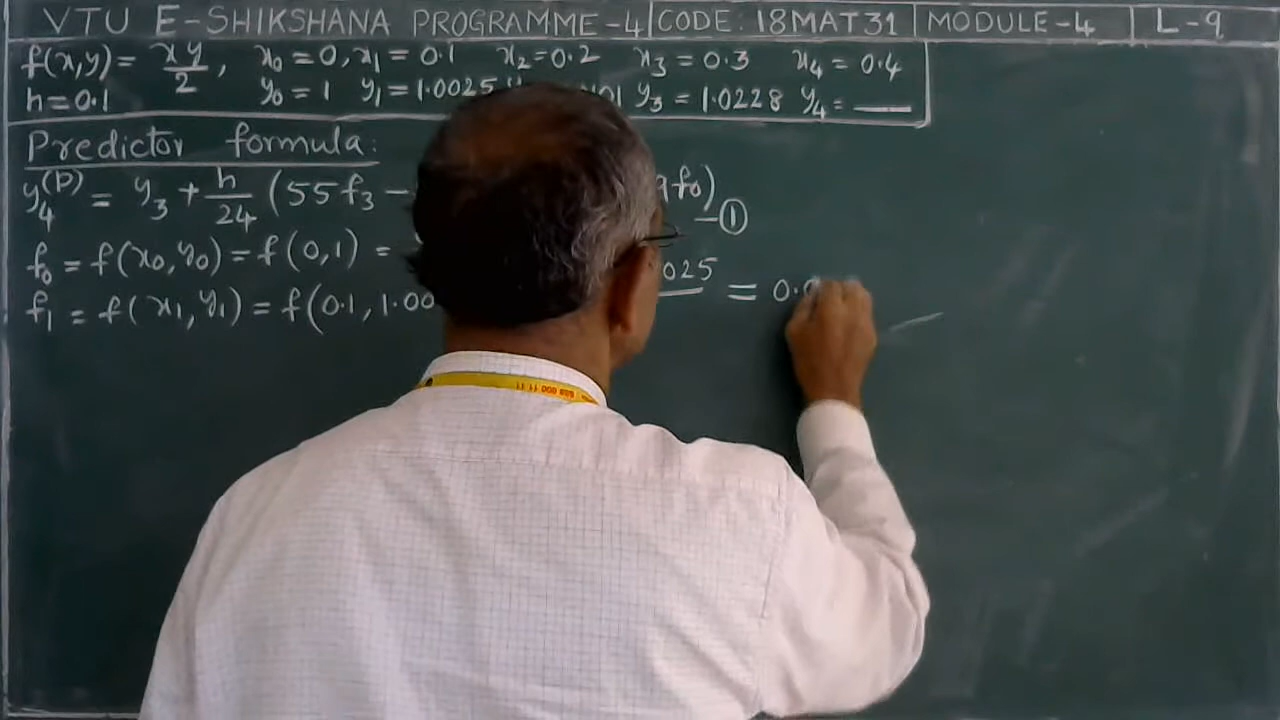 VTU E-SHIKSHANA PROGRAMME-4 CODE: 18MAT31 MODULE-4 L-9
f(x,y) = xy/2, x₀ = 0, x₁ = 0.1 x₂ = 0.2 x₃ = 0.3 x₄ = 0.4
h = 0.1 y₀ = 1 y₁ = 1.0025 101 y₃ = 1.0228 y₄ = ___
Predictor formula:
y₄⁽ᴾ⁾ = y₃ + h/24 (55f₃ - 9f₀) -①
f₀ = f(x₀, y₀) = f(0,1) =
f₁ = f(x₁, y₁) = f(0.1, 1.00 025 = 0.0